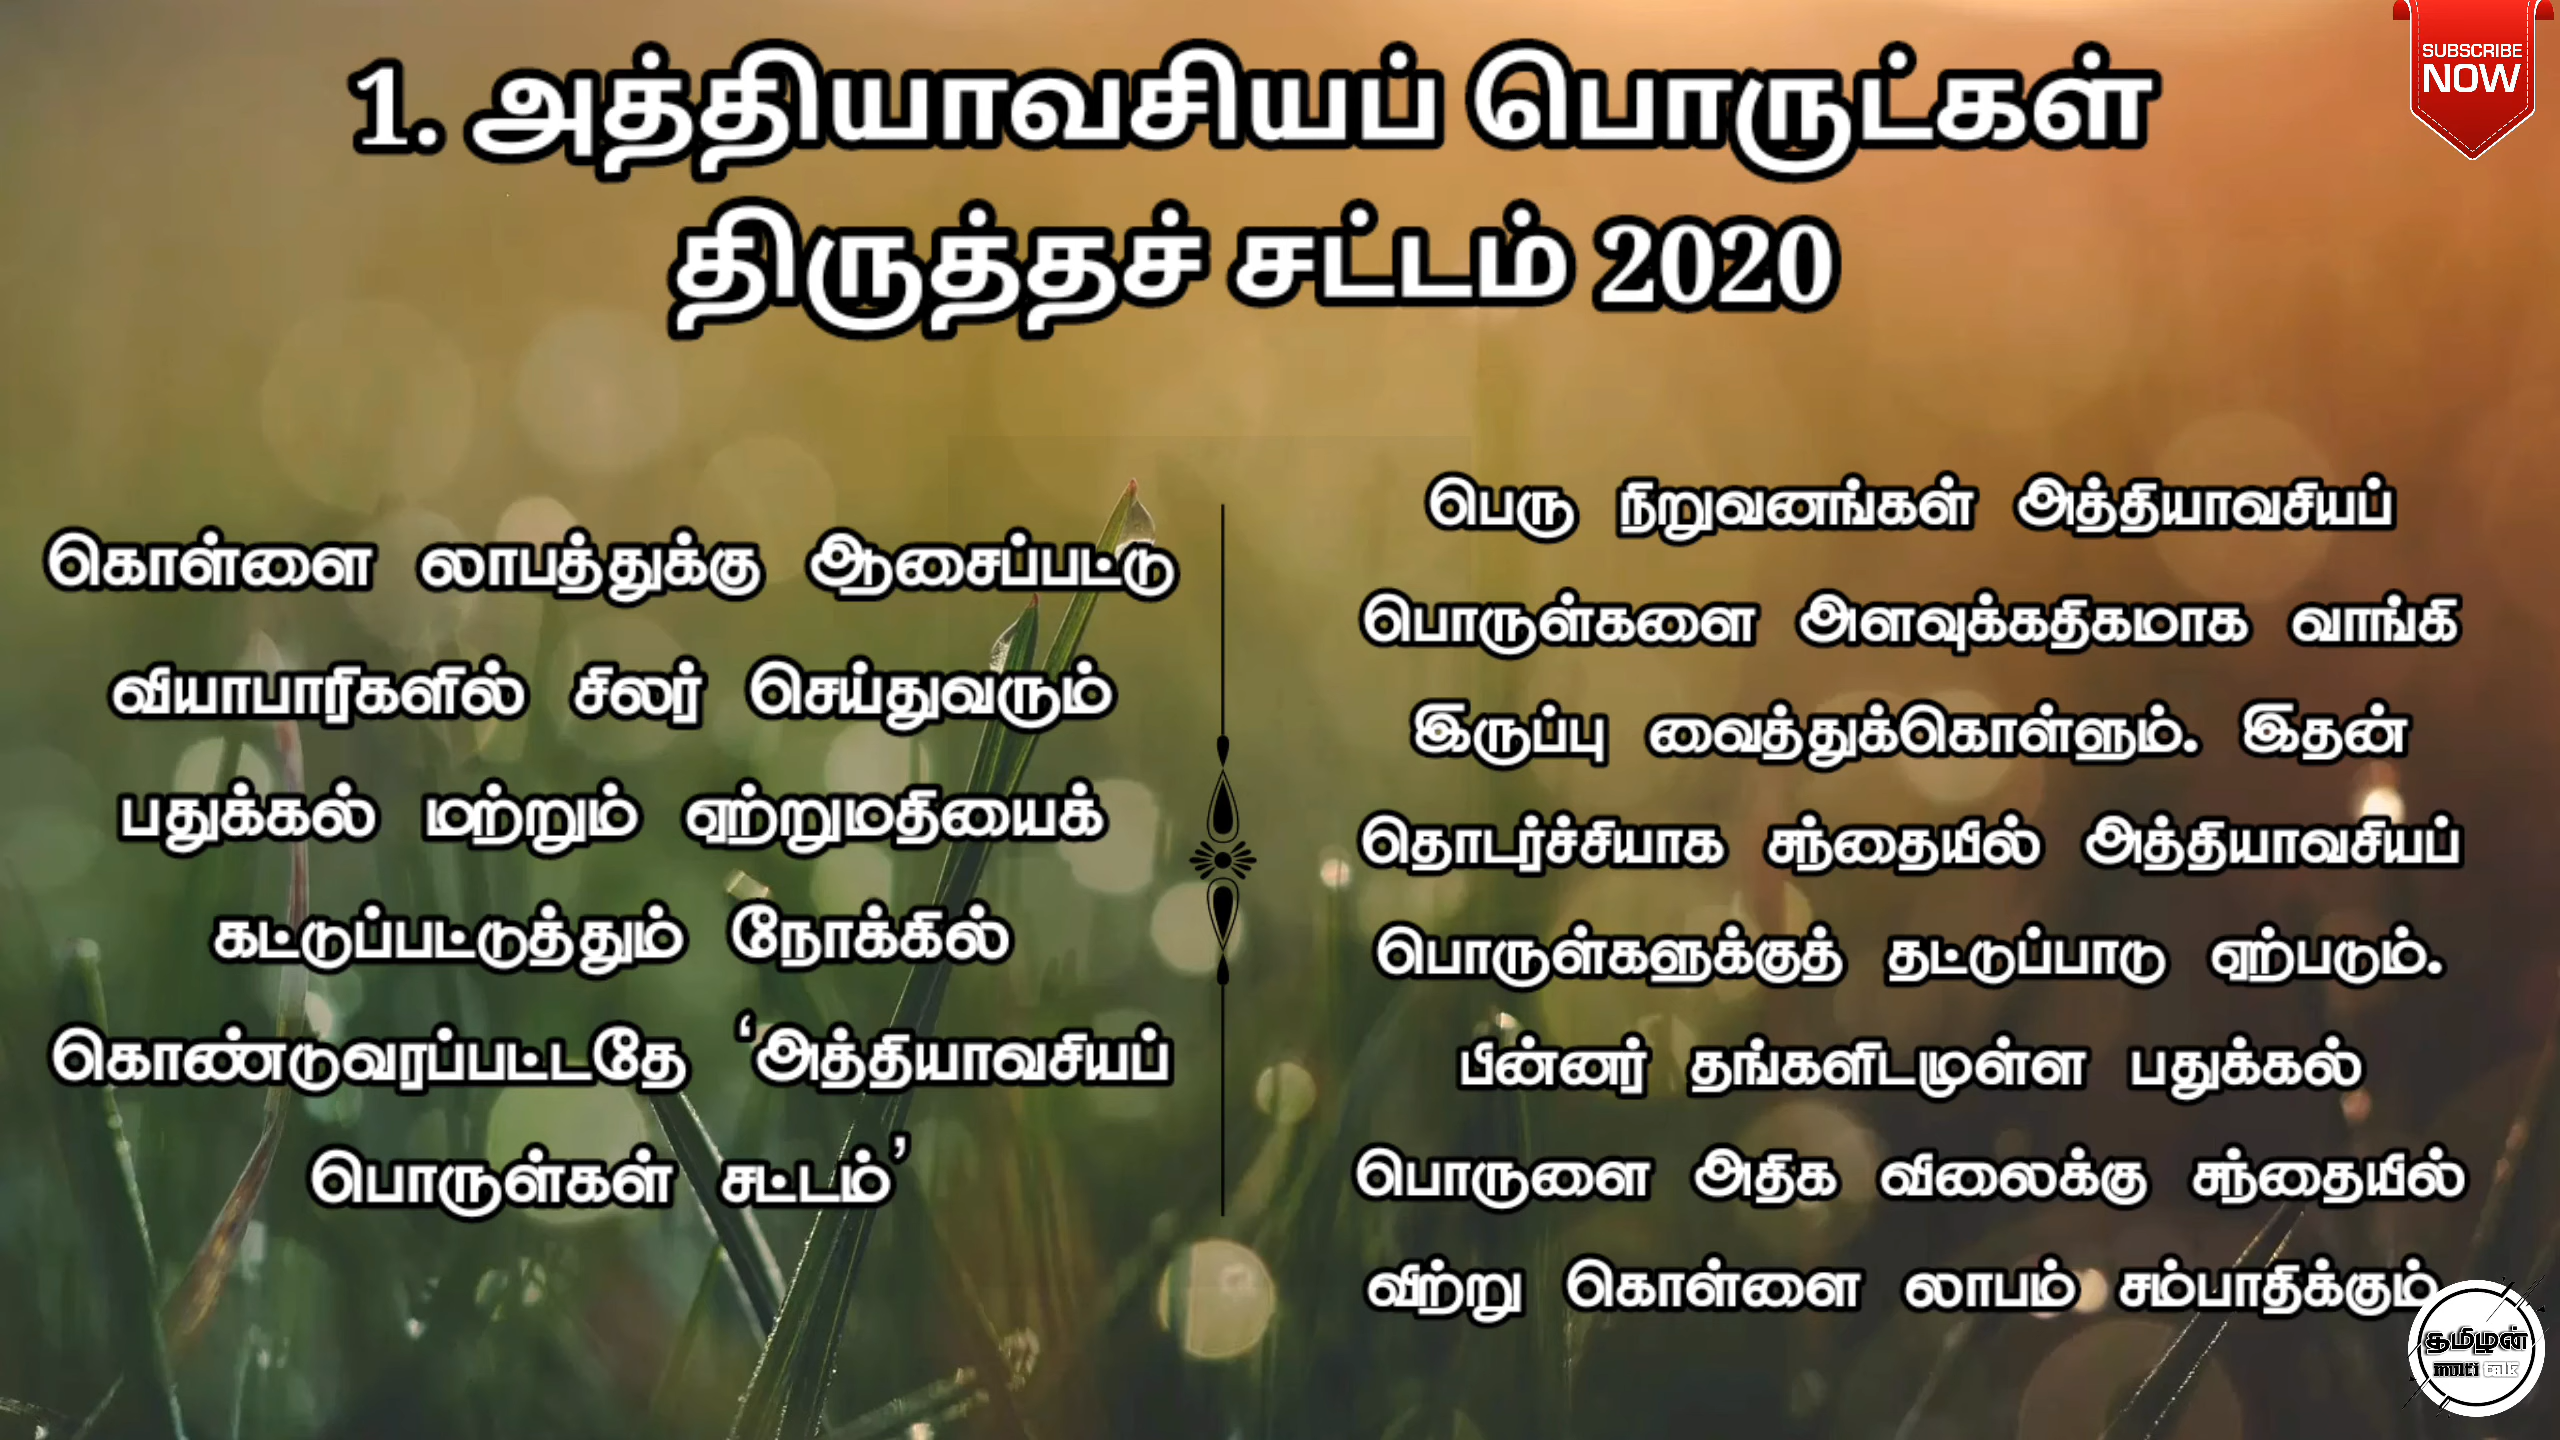 1. அத்தியாவசியப் பொருட்கள்
திருத்தச் சட்டம் 2020
SUBSCRIBE
NOW
கொள்ளை லாபத்துக்கு ஆசைப்பட்டு
வியாபாரிகளில் சிலர் செய்துவரும்
பதுக்கல் மற்றும் ஏற்றுமதியைக்
கட்டுப்பட்டுத்தும் நோக்கில்
கொண்டுவரப்பட்டதே ‘அத்தியாவசியப்
பொருள்கள் சட்டம்’
பெரு நிறுவனங்கள் அத்தியாவசியப்
பொருள்களை அளவுக்கதிகமாக வாங்கி
இருப்பு வைத்துக்கொள்ளும். இதன்
தொடர்ச்சியாக சந்தையில் அத்தியாவசியப்
பொருள்களுக்குத் தட்டுப்பாடு ஏற்படும்.
பின்னர் தங்களிடமுள்ள பதுக்கல்
பொருளை அதிக விலைக்கு சந்தையில்
விற்று கொள்ளை லாபம் சம்பாதிக்கும்
தமிழன்
multi talk